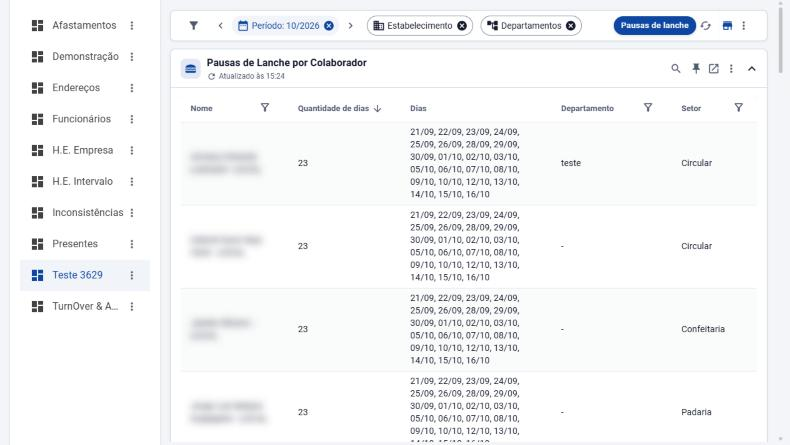 Afastamentos
Demonstração
Endereços
Funcionários
H.E. Empresa
H.E. Intervalo
Inconsistências
Presentes
Teste 3629
TurnOver & A...
Período: 10/2026
Estabelecimento
Departamentos
Pausas de lanche
Pausas de Lanche por Colaborador
Atualizado às 15:24
Nome
Quantidade de dias
Dias
Departamento
Setor
23
21/09, 22/09, 23/09, 24/09,
25/09, 26/09, 28/09, 29/09,
30/09, 01/10, 02/10, 03/10,
05/10, 06/10, 07/10, 08/10,
09/10, 10/10, 12/10, 13/10,
14/10, 15/10, 16/10
teste
Circular
23
21/09, 22/09, 23/09, 24/09,
25/09, 26/09, 28/09, 29/09,
30/09, 01/10, 02/10, 03/10,
05/10, 06/10, 07/10, 08/10,
09/10, 10/10, 12/10, 13/10,
14/10, 15/10, 16/10
-
Circular
23
21/09, 22/09, 23/09, 24/09,
25/09, 26/09, 28/09, 29/09,
30/09, 01/10, 02/10, 03/10,
05/10, 06/10, 07/10, 08/10,
09/10, 10/10, 12/10, 13/10,
14/10, 15/10, 16/10
-
Confeitaria
23
21/09, 22/09, 23/09, 24/09,
25/09, 26/09, 28/09, 29/09,
30/09, 01/10, 02/10, 03/10,
05/10, 06/10, 07/10, 08/10,
09/10, 10/10, 12/10, 13/10,
14/10, 15/10, 16/10
-
Padaria